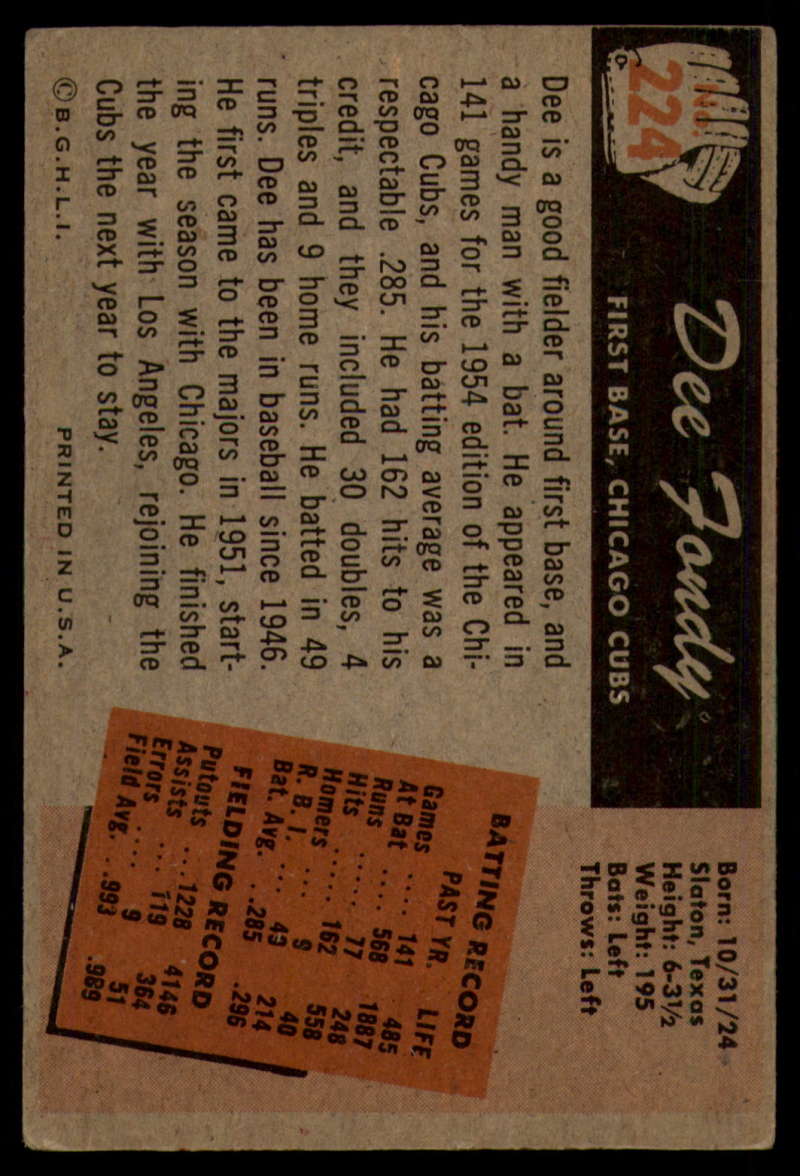 NO.
224
Dee Fondy
FIRST BASE, CHICAGO CUBS
Born: 10/31/24
Slaton, Texas
Height: 6-3½
Weight: 195
Bats: Left
Throws: Left
Dee is a good fielder around first base, and
a handy man with a bat. He appeared in
141 games for the 1954 edition of the Chi-
cago Cubs, and his batting average was a
respectable .285. He had 162 hits to his
credit, and they included 30 doubles, 4
triples and 9 home runs. He batted in 49
runs. Dee has been in baseball since 1946.
He first came to the majors in 1951, start-
ing the season with Chicago. He finished
the year with Los Angeles, rejoining the
Cubs the next year to stay.
©B.G.H.L.I.
PRINTED IN U.S.A.
BATTING RECORD
PAST YR. LIFE
Games .... 141 485
At Bat .... 568 1887
Runs ...... 77 248
Hits ..... 162 558
Homers ... 9 40
R. B. I. ... 49 214
Bat. Avg. . .285 .296
FIELDING RECORD
Putouts ...1228 4146
Assists ... 119 364
Errors .... 9 51
Field Avg. . .993 .989